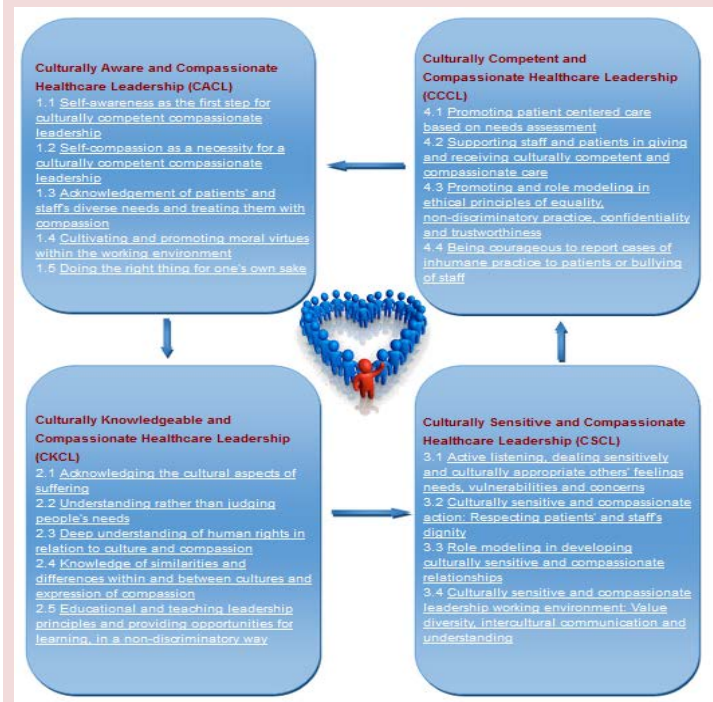 Culturally Aware and Compassionate
Healthcare Leadership (CACL)
1.1 Self-awareness as the first step for
culturally competent compassionate
leadership
1.2 Self-compassion as a necessity for a
culturally competent compassionate
leadership
1.3 Acknowledgement of patients' and
staff's diverse needs and treating them with
compassion
1.4 Cultivating and promoting moral virtues
within the working environment
1.5 Doing the right thing for one's own sake
Culturally Competent and
Compassionate Healthcare Leadership
(CCCL)
4.1 Promoting patient centered care
based on needs assessment
4.2 Supporting staff and patients in giving
and receiving culturally competent and
compassionate care
4.3 Promoting and role modeling in
ethical principles of equality,
non-discriminatory practice, confidentiality
and trustworthiness
4.4 Being courageous to report cases of
inhumane practice to patients or bullying
of staff
Culturally Knowledgeable and
Compassionate Healthcare Leadership
(CKCL)
2.1 Acknowledging the cultural aspects of
suffering
2.2 Understanding rather than judging
people's needs
2.3 Deep understanding of human rights in
relation to culture and compassion
2.4 Knowledge of similarities and
differences within and between cultures and
expression of compassion
2.5 Educational and teaching leadership
principles and providing opportunities for
learning, in a non-discriminatory way
Culturally Sensitive and Compassionate
Healthcare Leadership (CSCL)
3.1 Active listening, dealing sensitively
and culturally appropriate others' feelings
needs, vulnerabilities and concerns
3.2 Culturally sensitive and compassionate
action: Respecting patients' and staff's
dignity
3.3 Role modeling in developing
culturally sensitive and compassionate
relationships
3.4 Culturally sensitive and compassionate
leadership working environment: Value
diversity, intercultural communication and
understanding